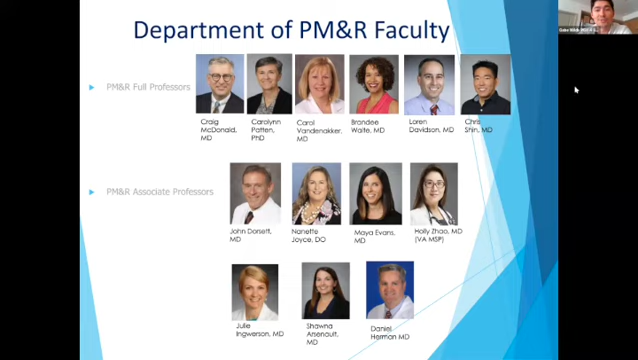 Department of PM&R Faculty
PM&R Full Professors
Craig
McDonald,
MD
Carolynn
Patten,
PhD
Carol
Vandenakker,
MD
Brandee
Waite, MD
Loren
Davidson, MD
Chris
Shin, MD
PM&R Associate Professors
John Dorsett,
MD
Nanette
Joyce, DO
Maya Evans,
MD
Holly Zhao, MD
(VA MSP)
Julie
Ingwerson, MD
Shawna
Arsenault,
MD
Daniel
Herman MD